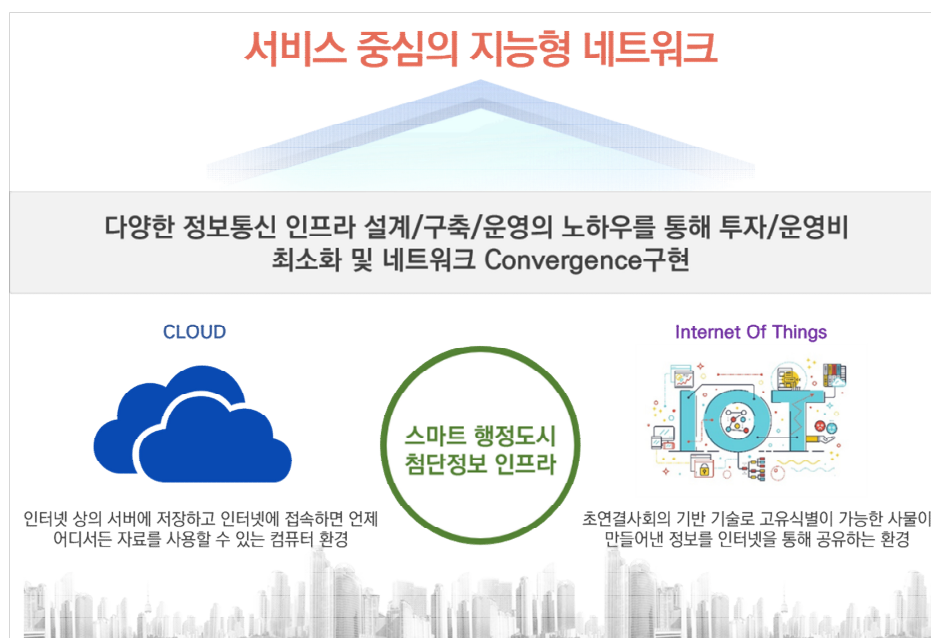 서비스 중심의 지능형 네트워크
다양한 정보통신 인프라 설계/구축/운영의 노하우를 통해 투자/운영비
최소화 및 네트워크 Convergence구현
CLOUD
인터넷 상의 서버에 저장하고 인터넷에 접속하면 언제
어디서든 자료를 사용할 수 있는 컴퓨터 환경
스마트 행정도시
첨단정보 인프라
Internet Of Things
IOT
초연결사회의 기반 기술로 고유식별이 가능한 사물이
만들어낸 정보를 인터넷을 통해 공유하는 환경